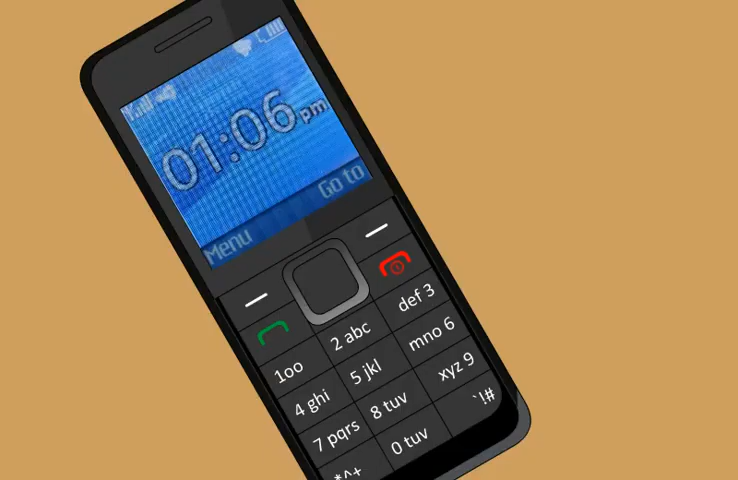 01:06 pm
Menu Go to
1oo 2 abc def 3
4 ghi 5 jkl mno 6
7 pqrs 8 tuv xyz 9
*^+ 0 tuv `!#